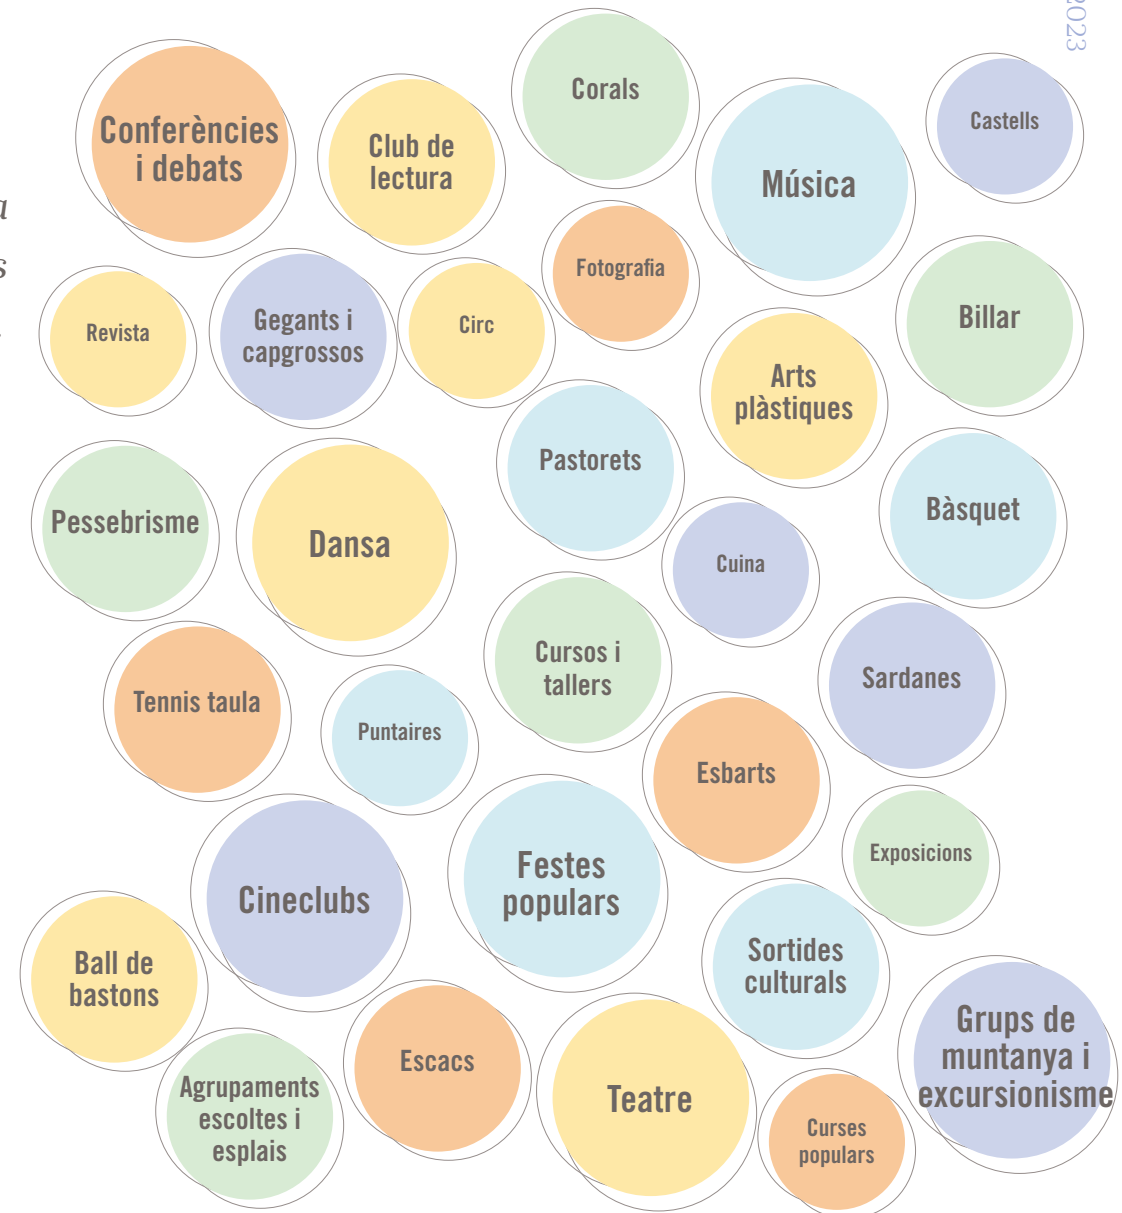 2023
Corals
Castells
Conferències
i debats
Club de
lectura
Música
a
s
Fotografia
Revista
Gegants i
capgrossos
Circ
Billar
Arts
plàstiques
Pastorets
Pessebrisme
Dansa
Bàsquet
Cuina
Cursos i
tallers
Sardanes
Tennis taula
Puntaires
Esbarts
Exposicions
Cineclubs
Festes
populars
Ball de
bastons
Sortides
culturals
Grups de
muntanya i
excursionisme
Escacs
Agrupaments
escoltes i
esplais
Teatre
Curses
populars